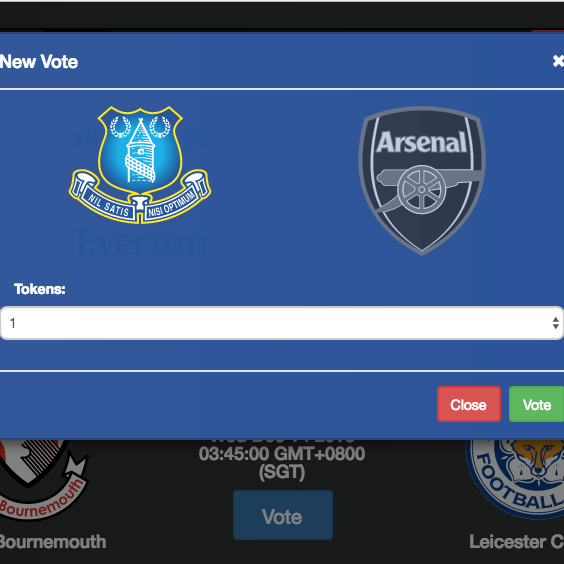 New Vote
NIL SATIS NISI OPTIMUM
Everton
Arsenal
Tokens:
1
Close
Vote
03:45:00 GMT+0800
(SGT)
Bournemouth
FOOTBALL
Vote
Bournemouth
Leicester C